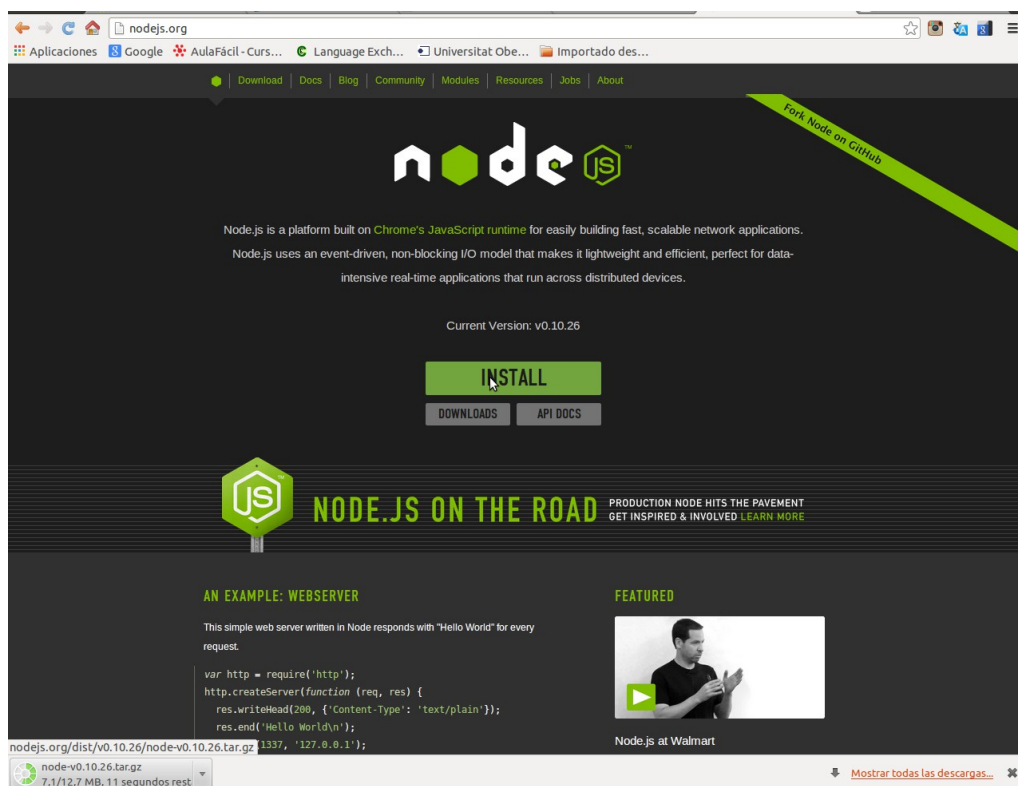 nodejs.org
Aplicaciones Google AulaFácil - Curs... Language Exch... Universitat Obe... Importado des...
Download Docs Blog Community Modules Resources Jobs About
Fork Node on GitHub
node JS ™
Node.js is a platform built on Chrome's JavaScript runtime for easily building fast, scalable network applications.
Node.js uses an event-driven, non-blocking I/O model that makes it lightweight and efficient, perfect for data-
intensive real-time applications that run across distributed devices.
Current Version: v0.10.26
INSTALL
DOWNLOADS API DOCS
JS
NODE.JS ON THE ROAD
PRODUCTION NODE HITS THE PAVEMENT
GET INSPIRED & INVOLVED LEARN MORE
AN EXAMPLE: WEBSERVER
This simple web server written in Node responds with "Hello World" for every
request.
var http = require('http');
http.createServer(function (req, res) {
res.writeHead(200, {'Content-Type': 'text/plain'});
res.end('Hello World\n');
1337, '127.0.0.1');
FEATURED
Node.js at Walmart
nodejs.org/dist/v0.10.26/node-v0.10.26.tar.gz
node-v0.10.26.tar.gz
7.1/12.7 MB, 11 segundos rest
Mostrar todas las descargas...